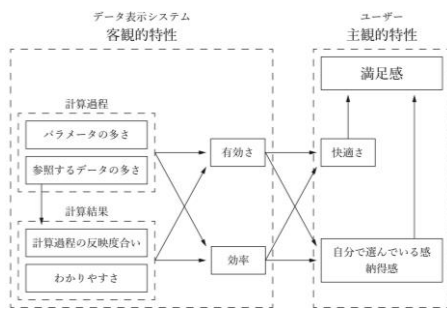 データ表示システム
客観的特性
ユーザー
主観的特性
満足感
計算過程
パラメータの多さ
参照するデータの多さ
有効さ
快適さ
計算結果
計算過程の反映度合い
わかりやすさ
効率
自分で選んでいる感
納得感